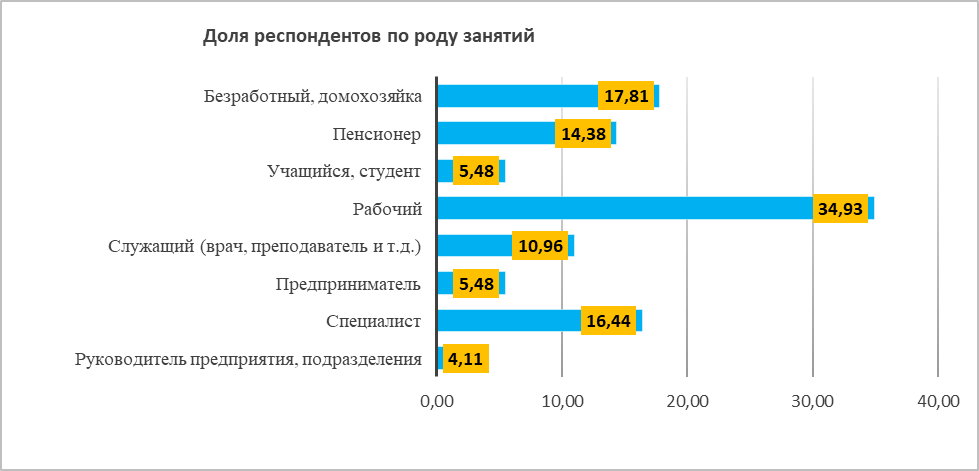 Доля респондентов по роду занятий
Безработный, домохозяйка 17,81
Пенсионер 14,38
Учащийся, студент 5,48
Рабочий 34,93
Служащий (врач, преподаватель и т.д.) 10,96
Предприниматель 5,48
Специалист 16,44
Руководитель предприятия, подразделения 4,11
0,00 10,00 20,00 30,00 40,00